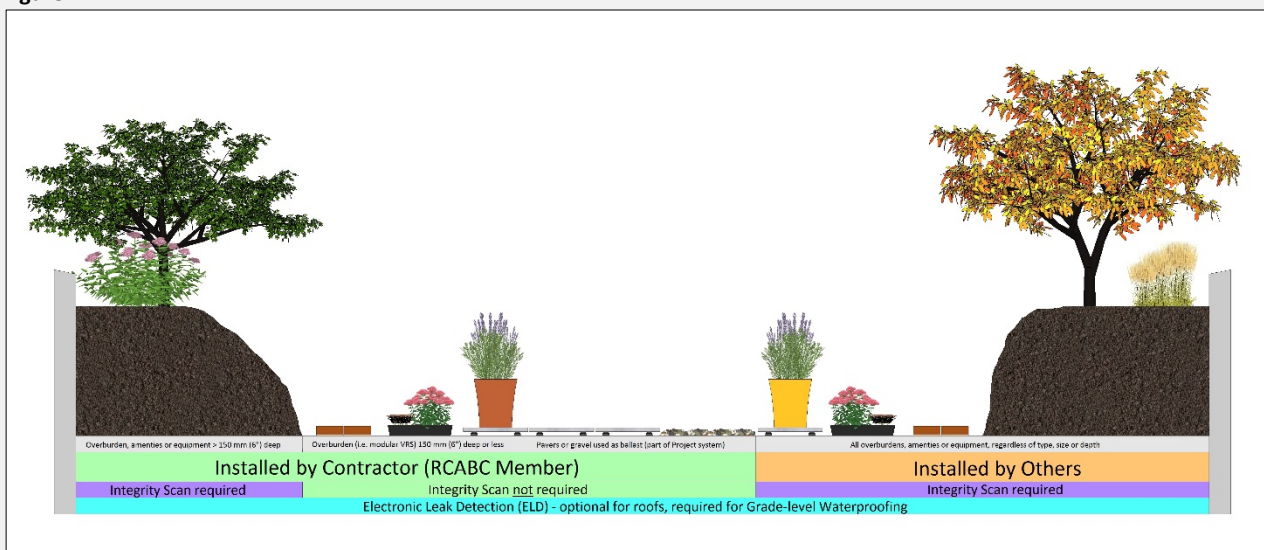 Overburden, amenities or equipment > 150 mm (6") deep
Overburden (i.e. modular VRS) 150 mm (6") deep or less
Pavers or gravel used as ballast (part of Project system)
All overburdens, amenities or equipment, regardless of type, size or depth
Installed by Contractor (RCABC Member)
Installed by Others
Integrity Scan required
Integrity Scan not required
Integrity Scan required
Electronic Leak Detection (ELD) - optional for roofs, required for Grade-level Waterproofing